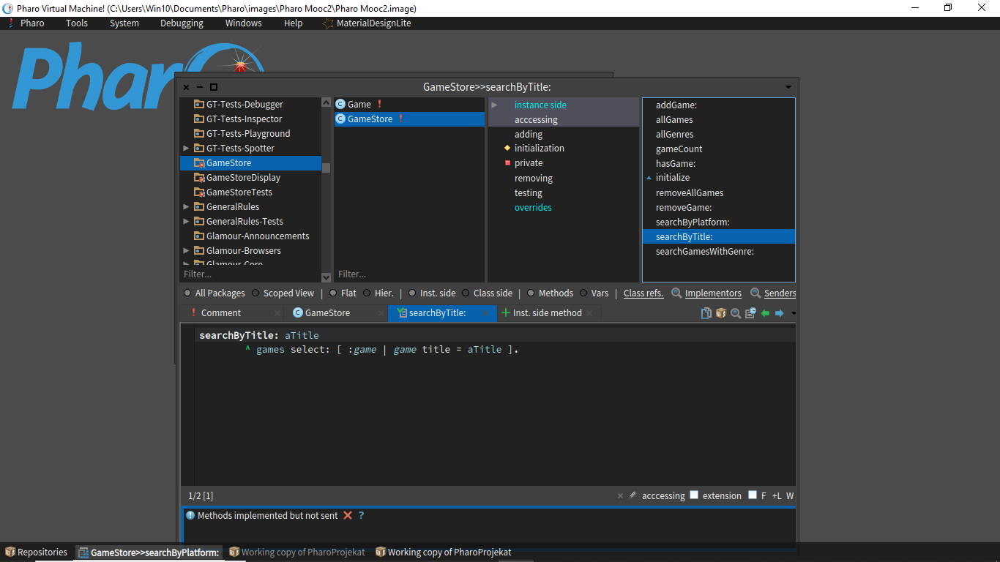 Pharo Virtual Machine! (C:\Users\Win10\Documents\Pharo\images\Pharo Mooc2\Pharo Mooc2.image)
Pharo Tools System Debugging Windows Help MaterialDesignLite
Pharo
GameStore>>searchByTitle:
GT-Tests-Debugger
GT-Tests-Inspector
GT-Tests-Playground
GT-Tests-Spotter
GameStore
GameStoreDisplay
GameStoreTests
GeneralRules
GeneralRules-Tests
Glamour-Announcements
Glamour-Browsers
Glamour-Core
Filter...
Game !
GameStore !
Filter...
instance side
acccessing
adding
initialization
private
removing
testing
overrides
addGame:
allGames
allGenres
gameCount
hasGame:
initialize
removeAllGames
removeGame:
searchByPlatform:
searchByTitle:
searchGamesWithGenre:
All Packages Scoped View | Flat Hier. | Inst. side Class side | Methods Vars | Class refs. Implementors Senders
! Comment C GameStore searchByTitle: Inst. side method
searchByTitle: aTitle
^ games select: [ :game | game title = aTitle ].
1/2 [1] acccessing extension F +L W
Methods implemented but not sent ?
Repositories GameStore>>searchByPlatform: Working copy of PharoProjekat Working copy of PharoProjekat